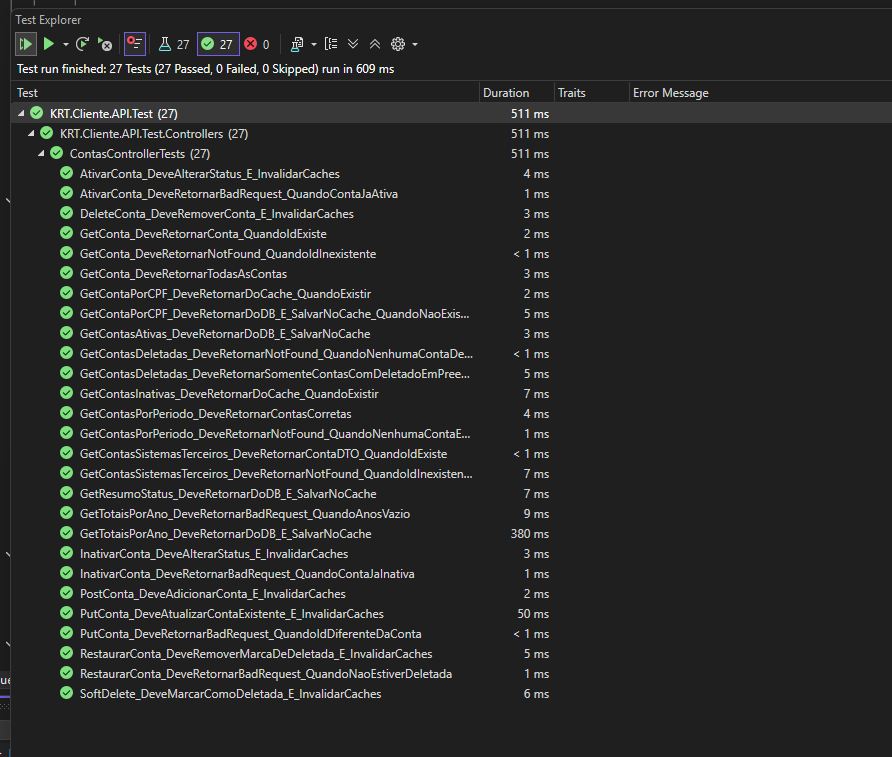 Test Explorer
27 27 0
Test run finished: 27 Tests (27 Passed, 0 Failed, 0 Skipped) run in 609 ms
Test Duration Traits Error Message
KRT.Cliente.API.Test (27) 511 ms
KRT.Cliente.API.Test.Controllers (27) 511 ms
ContasControllerTests (27) 511 ms
AtivarConta_DeveAlterarStatus_E_InvalidarCaches 4 ms
AtivarConta_DeveRetornarBadRequest_QuandoContaJaAtiva 1 ms
DeleteConta_DeveRemoverConta_E_InvalidarCaches 3 ms
GetConta_DeveRetornarConta_QuandoIdExiste 2 ms
GetConta_DeveRetornarNotFound_QuandoIdInexistente < 1 ms
GetConta_DeveRetornarTodasAsContas 3 ms
GetContaPorCPF_DeveRetornarDoCache_QuandoExistir 2 ms
GetContaPorCPF_DeveRetornarDoDB_E_SalvarNoCache_QuandoNaoExis... 5 ms
GetContasAtivas_DeveRetornarDoDB_E_SalvarNoCache 3 ms
GetContasDeletadas_DeveRetornarNotFound_QuandoNenhumaContaDe... < 1 ms
GetContasDeletadas_DeveRetornarSomenteContasComDeletadoEmPree... 5 ms
GetContasInativas_DeveRetornarDoCache_QuandoExistir 7 ms
GetContasPorPeriodo_DeveRetornarContasCorretas 4 ms
GetContasPorPeriodo_DeveRetornarNotFound_QuandoNenhumaContaE... 1 ms
GetContasSistemasTerceiros_DeveRetornarContaDTO_QuandoIdExiste < 1 ms
GetContasSistemasTerceiros_DeveRetornarNotFound_QuandoIdInexisten... 7 ms
GetResumoStatus_DeveRetornarDoDB_E_SalvarNoCache 7 ms
GetTotaisPorAno_DeveRetornarBadRequest_QuandoAnosVazio 9 ms
GetTotaisPorAno_DeveRetornarDoDB_E_SalvarNoCache 380 ms
InativarConta_DeveAlterarStatus_E_InvalidarCaches 3 ms
InativarConta_DeveRetornarBadRequest_QuandoContaJaInativa 1 ms
PostConta_DeveAdicionarConta_E_InvalidarCaches 2 ms
PutConta_DeveAtualizarContaExistente_E_InvalidarCaches 50 ms
PutConta_DeveRetornarBadRequest_QuandoIdDiferenteDaConta < 1 ms
RestaurarConta_DeveRemoverMarcaDeDeletada_E_InvalidarCaches 5 ms
RestaurarConta_DeveRetornarBadRequest_QuandoNaoEstiverDeletada 1 ms
SoftDelete_DeveMarcarComoDeletada_E_InvalidarCaches 6 ms